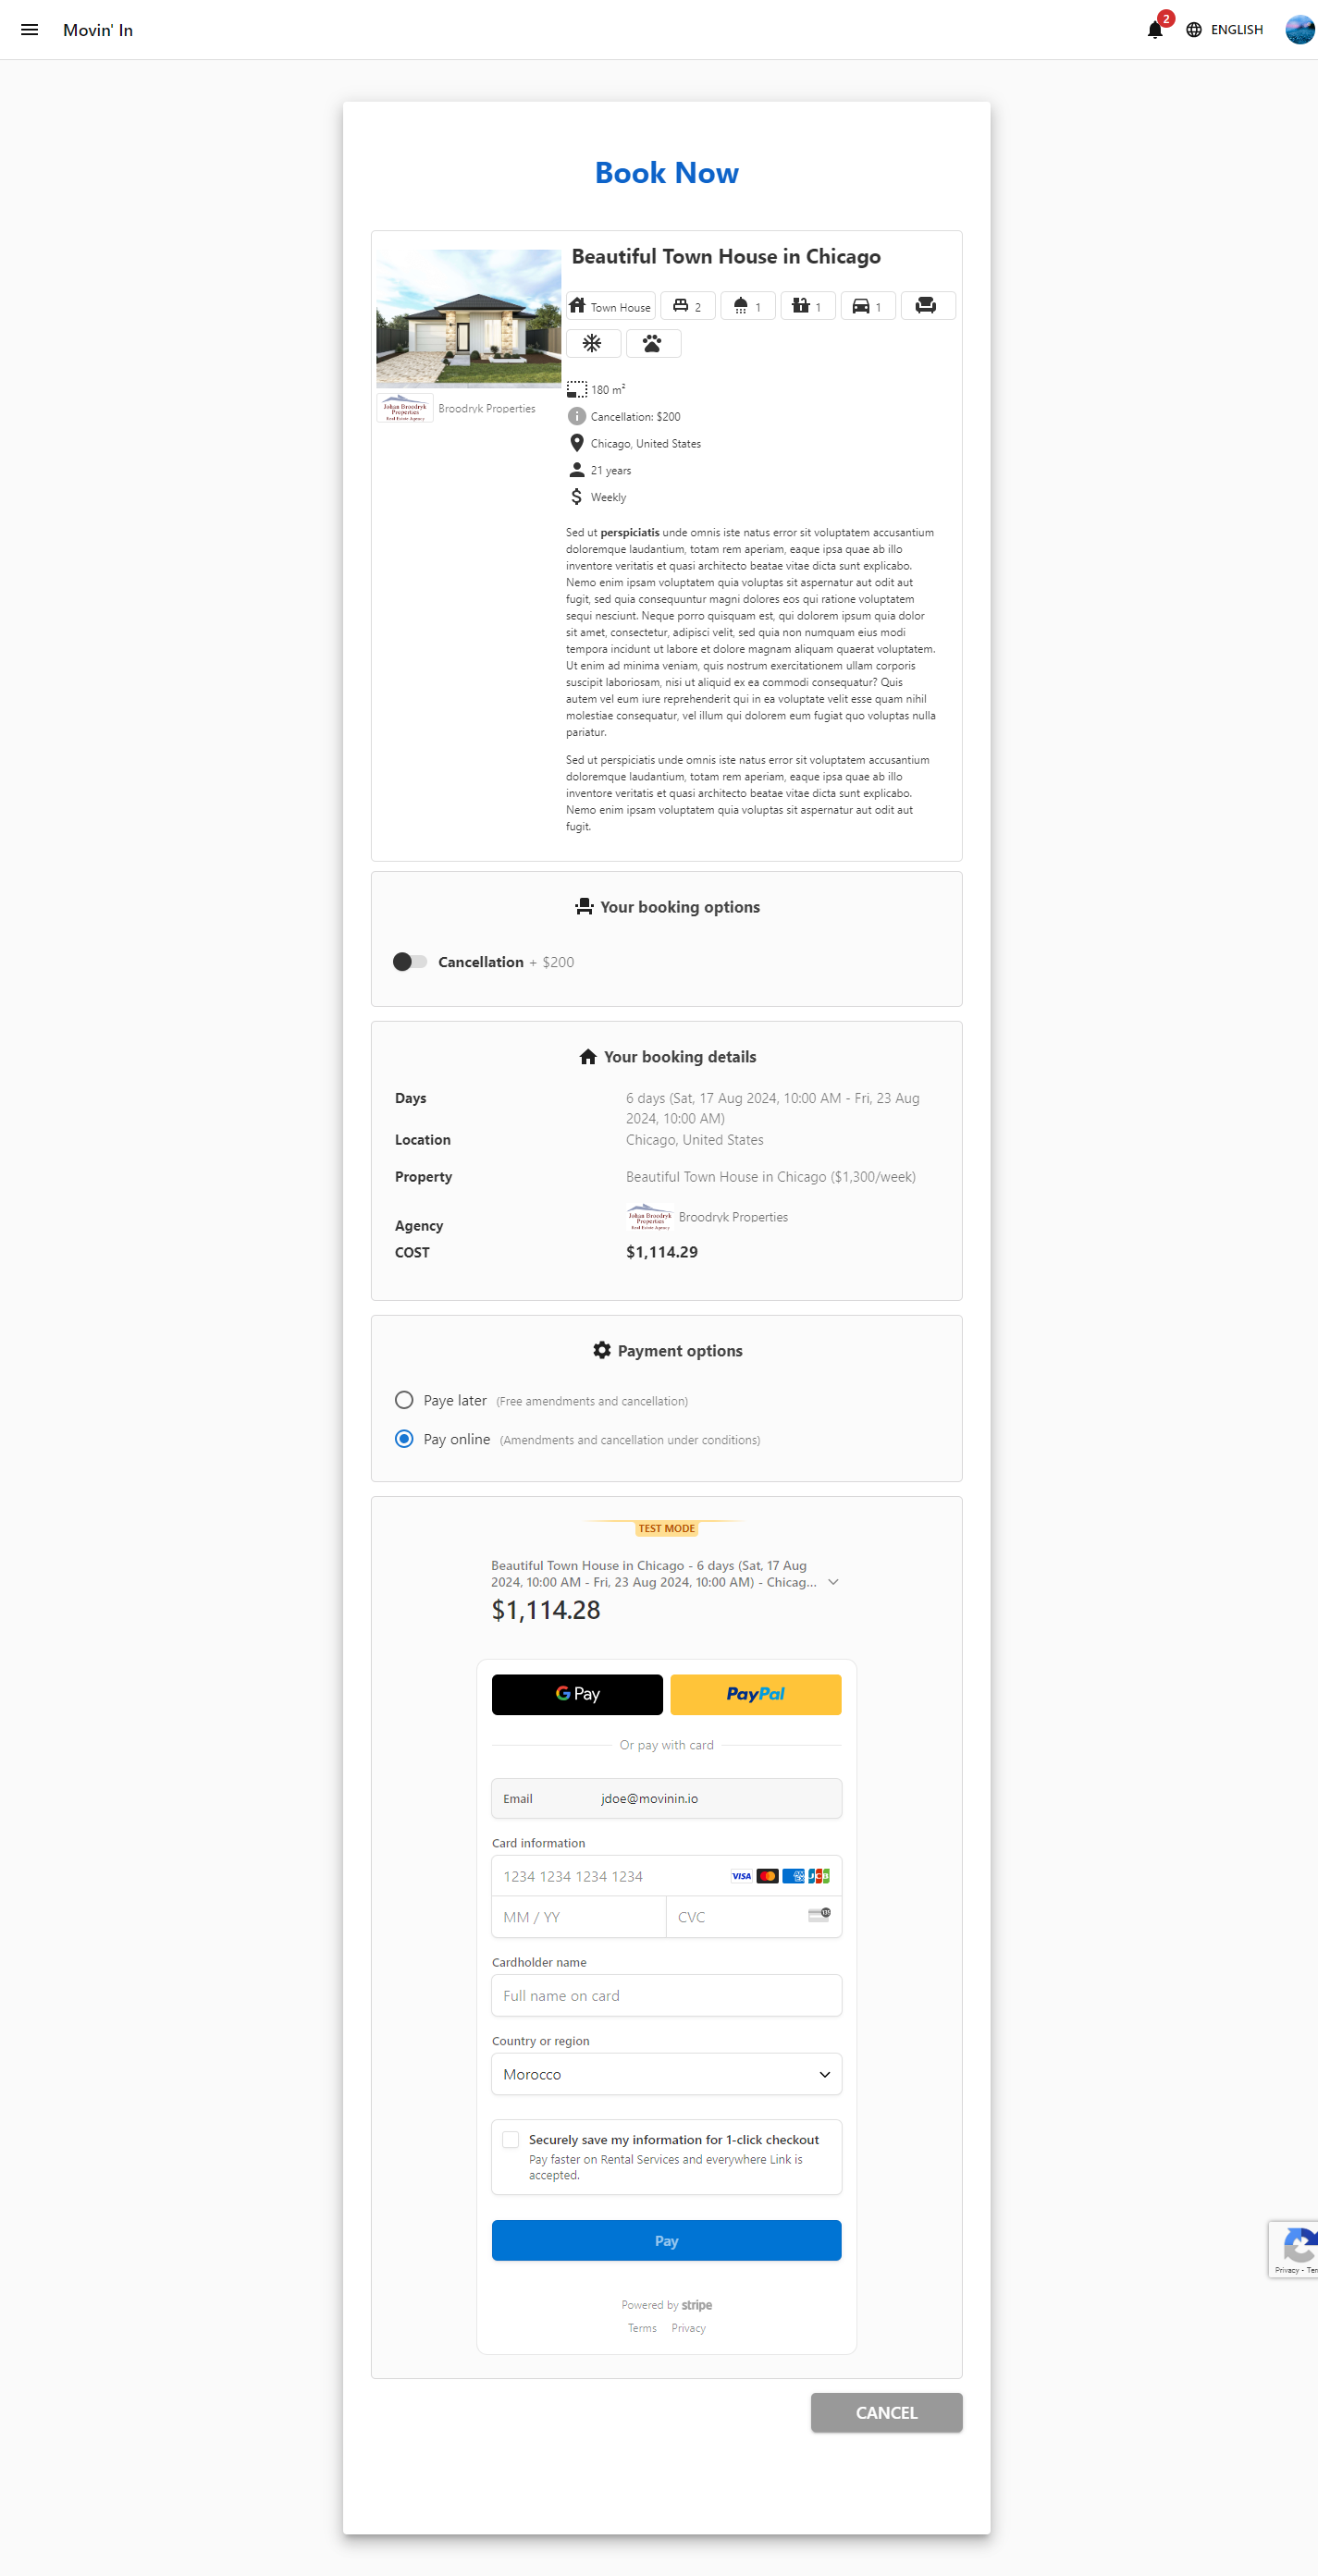 Movin' In
2
ENGLISH
Book Now
Beautiful Town House in Chicago
Town House
2
1
1
1
Johan Broodryk
Properties
Real Estate Agency
Broodryk Properties
180 m²
Cancellation: $200
Chicago, United States
21 years
Weekly
Sed ut perspiciatis unde omnis iste natus error sit voluptatem accusantium
doloremque laudantium, totam rem aperiam, eaque ipsa quae ab illo
inventore veritatis et quasi architecto beatae vitae dicta sunt explicabo.
Nemo enim ipsam voluptatem quia voluptas sit aspernatur aut odit aut
fugit, sed quia consequuntur magni dolores eos qui ratione voluptatem
sequi nesciunt. Neque porro quisquam est, qui dolorem ipsum quia dolor
sit amet, consectetur, adipisci velit, sed quia non numquam eius modi
tempora incidunt ut labore et dolore magnam aliquam quaerat voluptatem.
Ut enim ad minima veniam, quis nostrum exercitationem ullam corporis
suscipit laboriosam, nisi ut aliquid ex ea commodi consequatur? Quis
autem vel eum iure reprehenderit qui in ea voluptate velit esse quam nihil
molestiae consequatur, vel illum qui dolorem eum fugiat quo voluptas nulla
pariatur.
Sed ut perspiciatis unde omnis iste natus error sit voluptatem accusantium
doloremque laudantium, totam rem aperiam, eaque ipsa quae ab illo
inventore veritatis et quasi architecto beatae vitae dicta sunt explicabo.
Nemo enim ipsam voluptatem quia voluptas sit aspernatur aut odit aut
fugit.
Your booking options
Cancellation + $200
Your booking details
Days
6 days (Sat, 17 Aug 2024, 10:00 AM - Fri, 23 Aug
2024, 10:00 AM)
Location
Chicago, United States
Property
Beautiful Town House in Chicago ($1,300/week)
Agency
Johan Broodryk
Properties
Real Estate Agency
Broodryk Properties
COST
$1,114.29
Payment options
Paye later (Free amendments and cancellation)
Pay online (Amendments and cancellation under conditions)
TEST MODE
Beautiful Town House in Chicago - 6 days (Sat, 17 Aug
2024, 10:00 AM - Fri, 23 Aug 2024, 10:00 AM) - Chicag...
$1,114.28
G Pay
PayPal
Or pay with card
Email jdoe@movinin.io
Card information
1234 1234 1234 1234
VISA
JCB
MM / YY
CVC
Cardholder name
Full name on card
Country or region
Morocco
Securely save my information for 1-click checkout
Pay faster on Rental Services and everywhere Link is
accepted.
Pay
Powered by stripe
Terms Privacy
Privacy - Ter
CANCEL